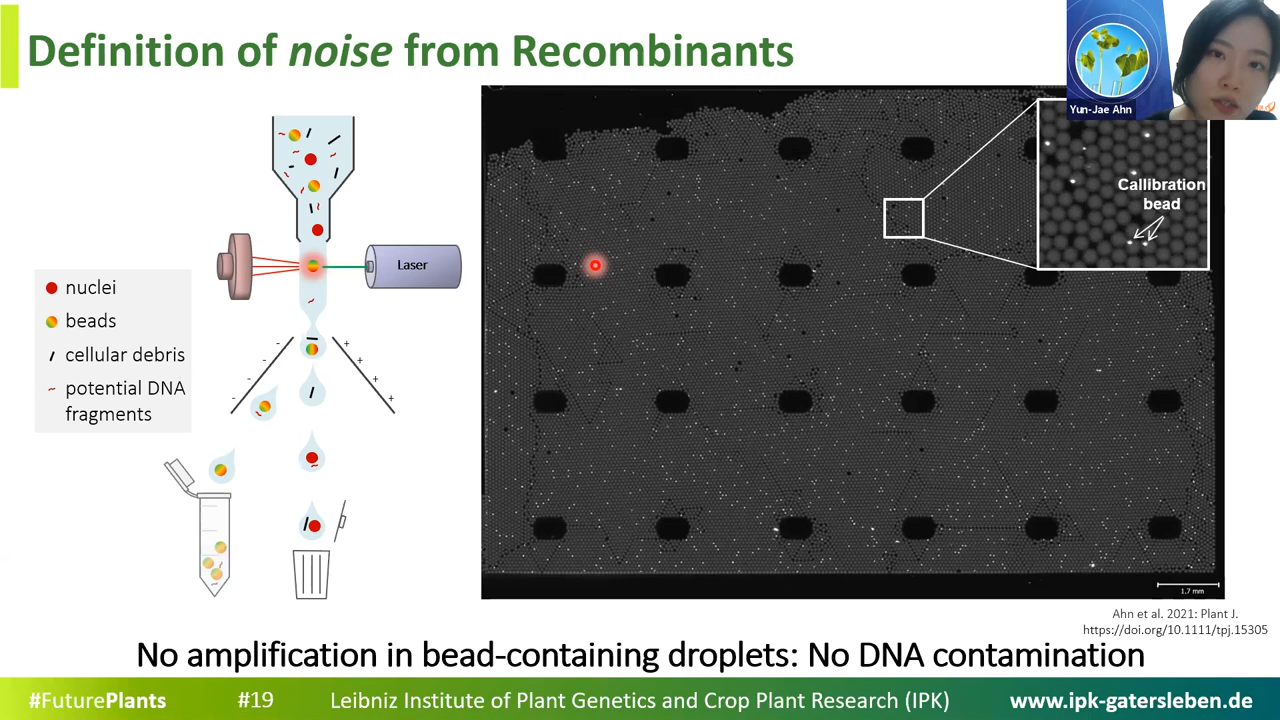 Definition of noise from Recombinants
Yun-Jae Ahn
Callibration
bead
Laser
nuclei
beads
cellular debris
potential DNA
fragments
- +
- +
- +
- +
1.7 mm
Ahn et al. 2021: Plant J.
https://doi.org/10.1111/tpj.15305
No amplification in bead-containing droplets: No DNA contamination
#FuturePlants #19 Leibniz Institute of Plant Genetics and Crop Plant Research (IPK) www.ipk-gatersleben.de